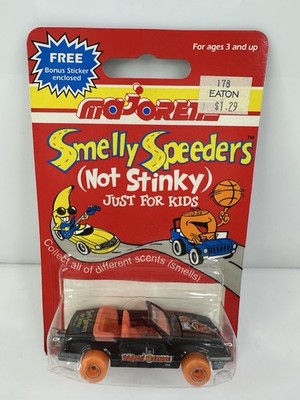 FREE
Bonus Sticker
enclosed
For ages 3 and up
178
EATON
$1.29
MAJORETTE
Smelly Speeders™
(Not Stinky)
JUST FOR KIDS
Collect all of different scents (smells)